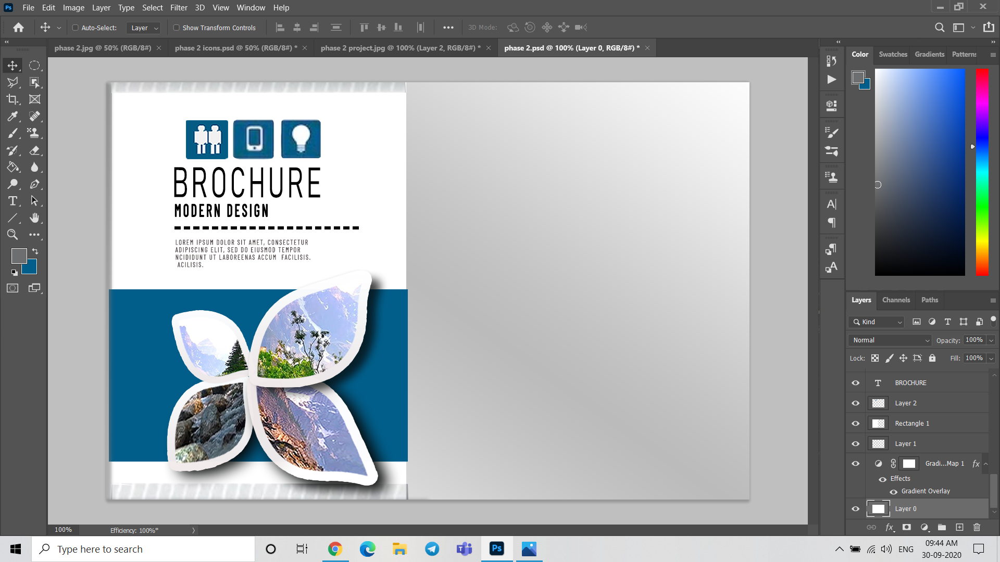 Ps File Edit Image Layer Type Select Filter 3D View Window Help
Auto-Select: Layer Show Transform Controls 3D Mode:
phase 2.jpg @ 50% (RGB/8#) phase 2 icons.psd @ 50% (RGB/8#) * phase 2 project.jpg @ 100% (Layer 2, RGB/8#) * phase 2.psd @ 100% (Layer 0, RGB/8#) *
Color Swatches Gradients Patterns
BROCHURE
MODERN DESIGN
LOREM IPSUM DOLOR SIT AMET, CONSECTETUR
ADIPISCING ELIT, SED DO EIUSMOD TEMPOR
NCIDIDUNT UT LABOREENAS ACCUM FACILISIS.
ACILISIS.
Layers Channels Paths
Kind
Normal Opacity: 100%
Lock: Fill: 100%
BROCHURE
Layer 2
Rectangle 1
Layer 1
Gradi...Map 1 fx
Effects
Gradient Overlay
Layer 0
fx
100% Efficiency: 100%*
Type here to search
Ps
ENG
09:44 AM
30-09-2020